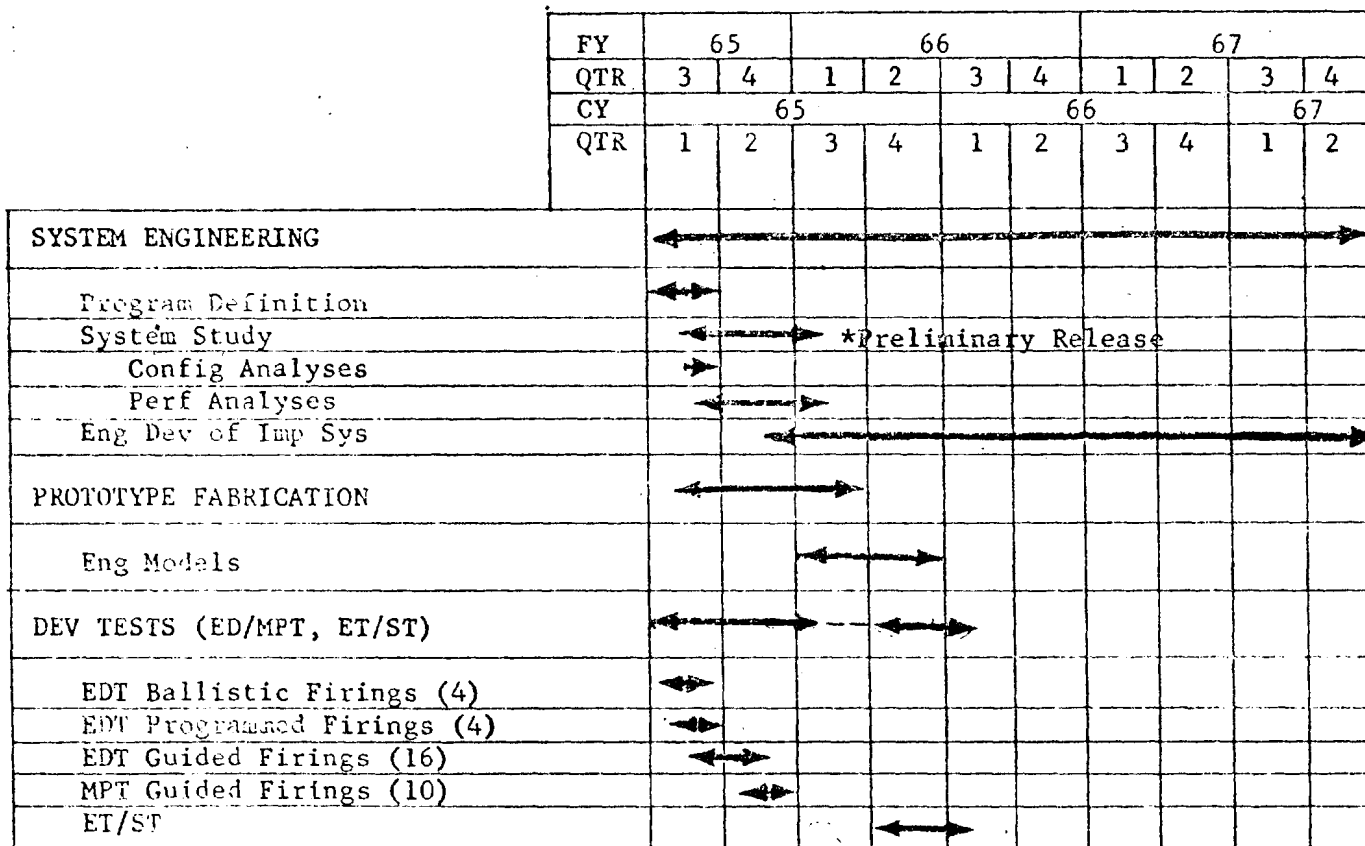 FY 65 66 67
QTR 3 4 1 2 3 4 1 2 3 4
CY 65 66 67
QTR 1 2 3 4 1 2 3 4 1 2
SYSTEM ENGINEERING
Program Definition
System Study *Preliminary Release
Config Analyses
Perf Analyses
Eng Dev of Imp Sys
PROTOTYPE FABRICATION
Eng Models
DEV TESTS (ED/MPT, ET/ST)
EDT Ballistic Firings (4)
EDT Programmed Firings (4)
EDT Guided Firings (16)
MPT Guided Firings (10)
ET/ST